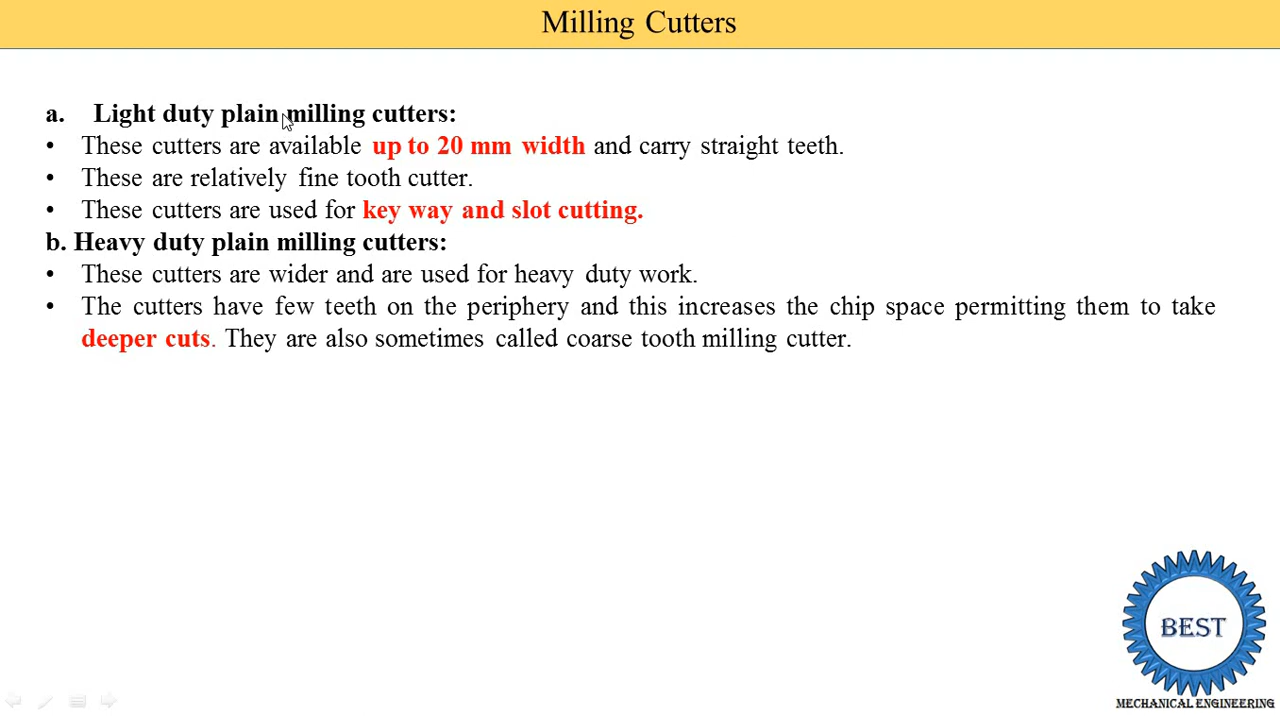 Milling Cutters
a. Light duty plain milling cutters:
• These cutters are available up to 20 mm width and carry straight teeth.
• These are relatively fine tooth cutter.
• These cutters are used for key way and slot cutting.
b. Heavy duty plain milling cutters:
• These cutters are wider and are used for heavy duty work.
• The cutters have few teeth on the periphery and this increases the chip space permitting them to take
deeper cuts. They are also sometimes called coarse tooth milling cutter.
BEST
MECHANICAL ENGINEERING